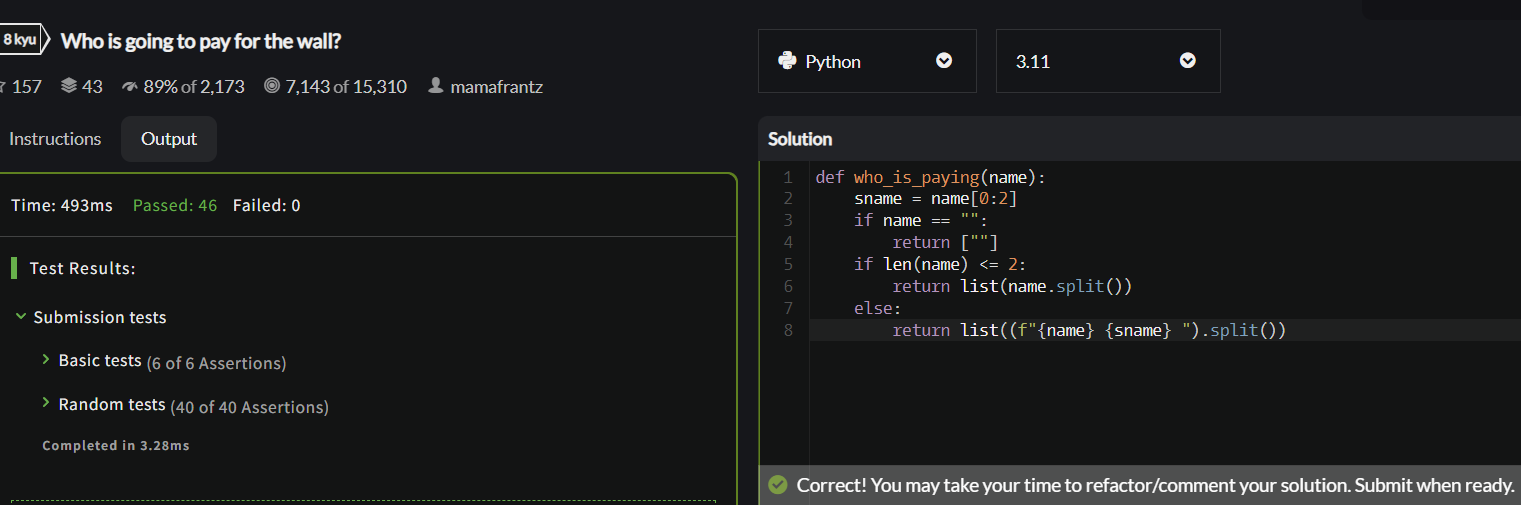 8 kyu Who is going to pay for the wall?
157 43 89% of 2,173 7,143 of 15,310 mamafrantz
Instructions Output
Time: 493ms Passed: 46 Failed: 0
Test Results:
Submission tests
Basic tests (6 of 6 Assertions)
Random tests (40 of 40 Assertions)
Completed in 3.28ms
Python 3.11
Solution
1 def who_is_paying(name):
2     sname = name[0:2]
3     if name == "":
4         return [""]
5     if len(name) <= 2:
6         return list(name.split())
7     else:
8         return list((f"{name} {sname} ").split())
Correct! You may take your time to refactor/comment your solution. Submit when ready.